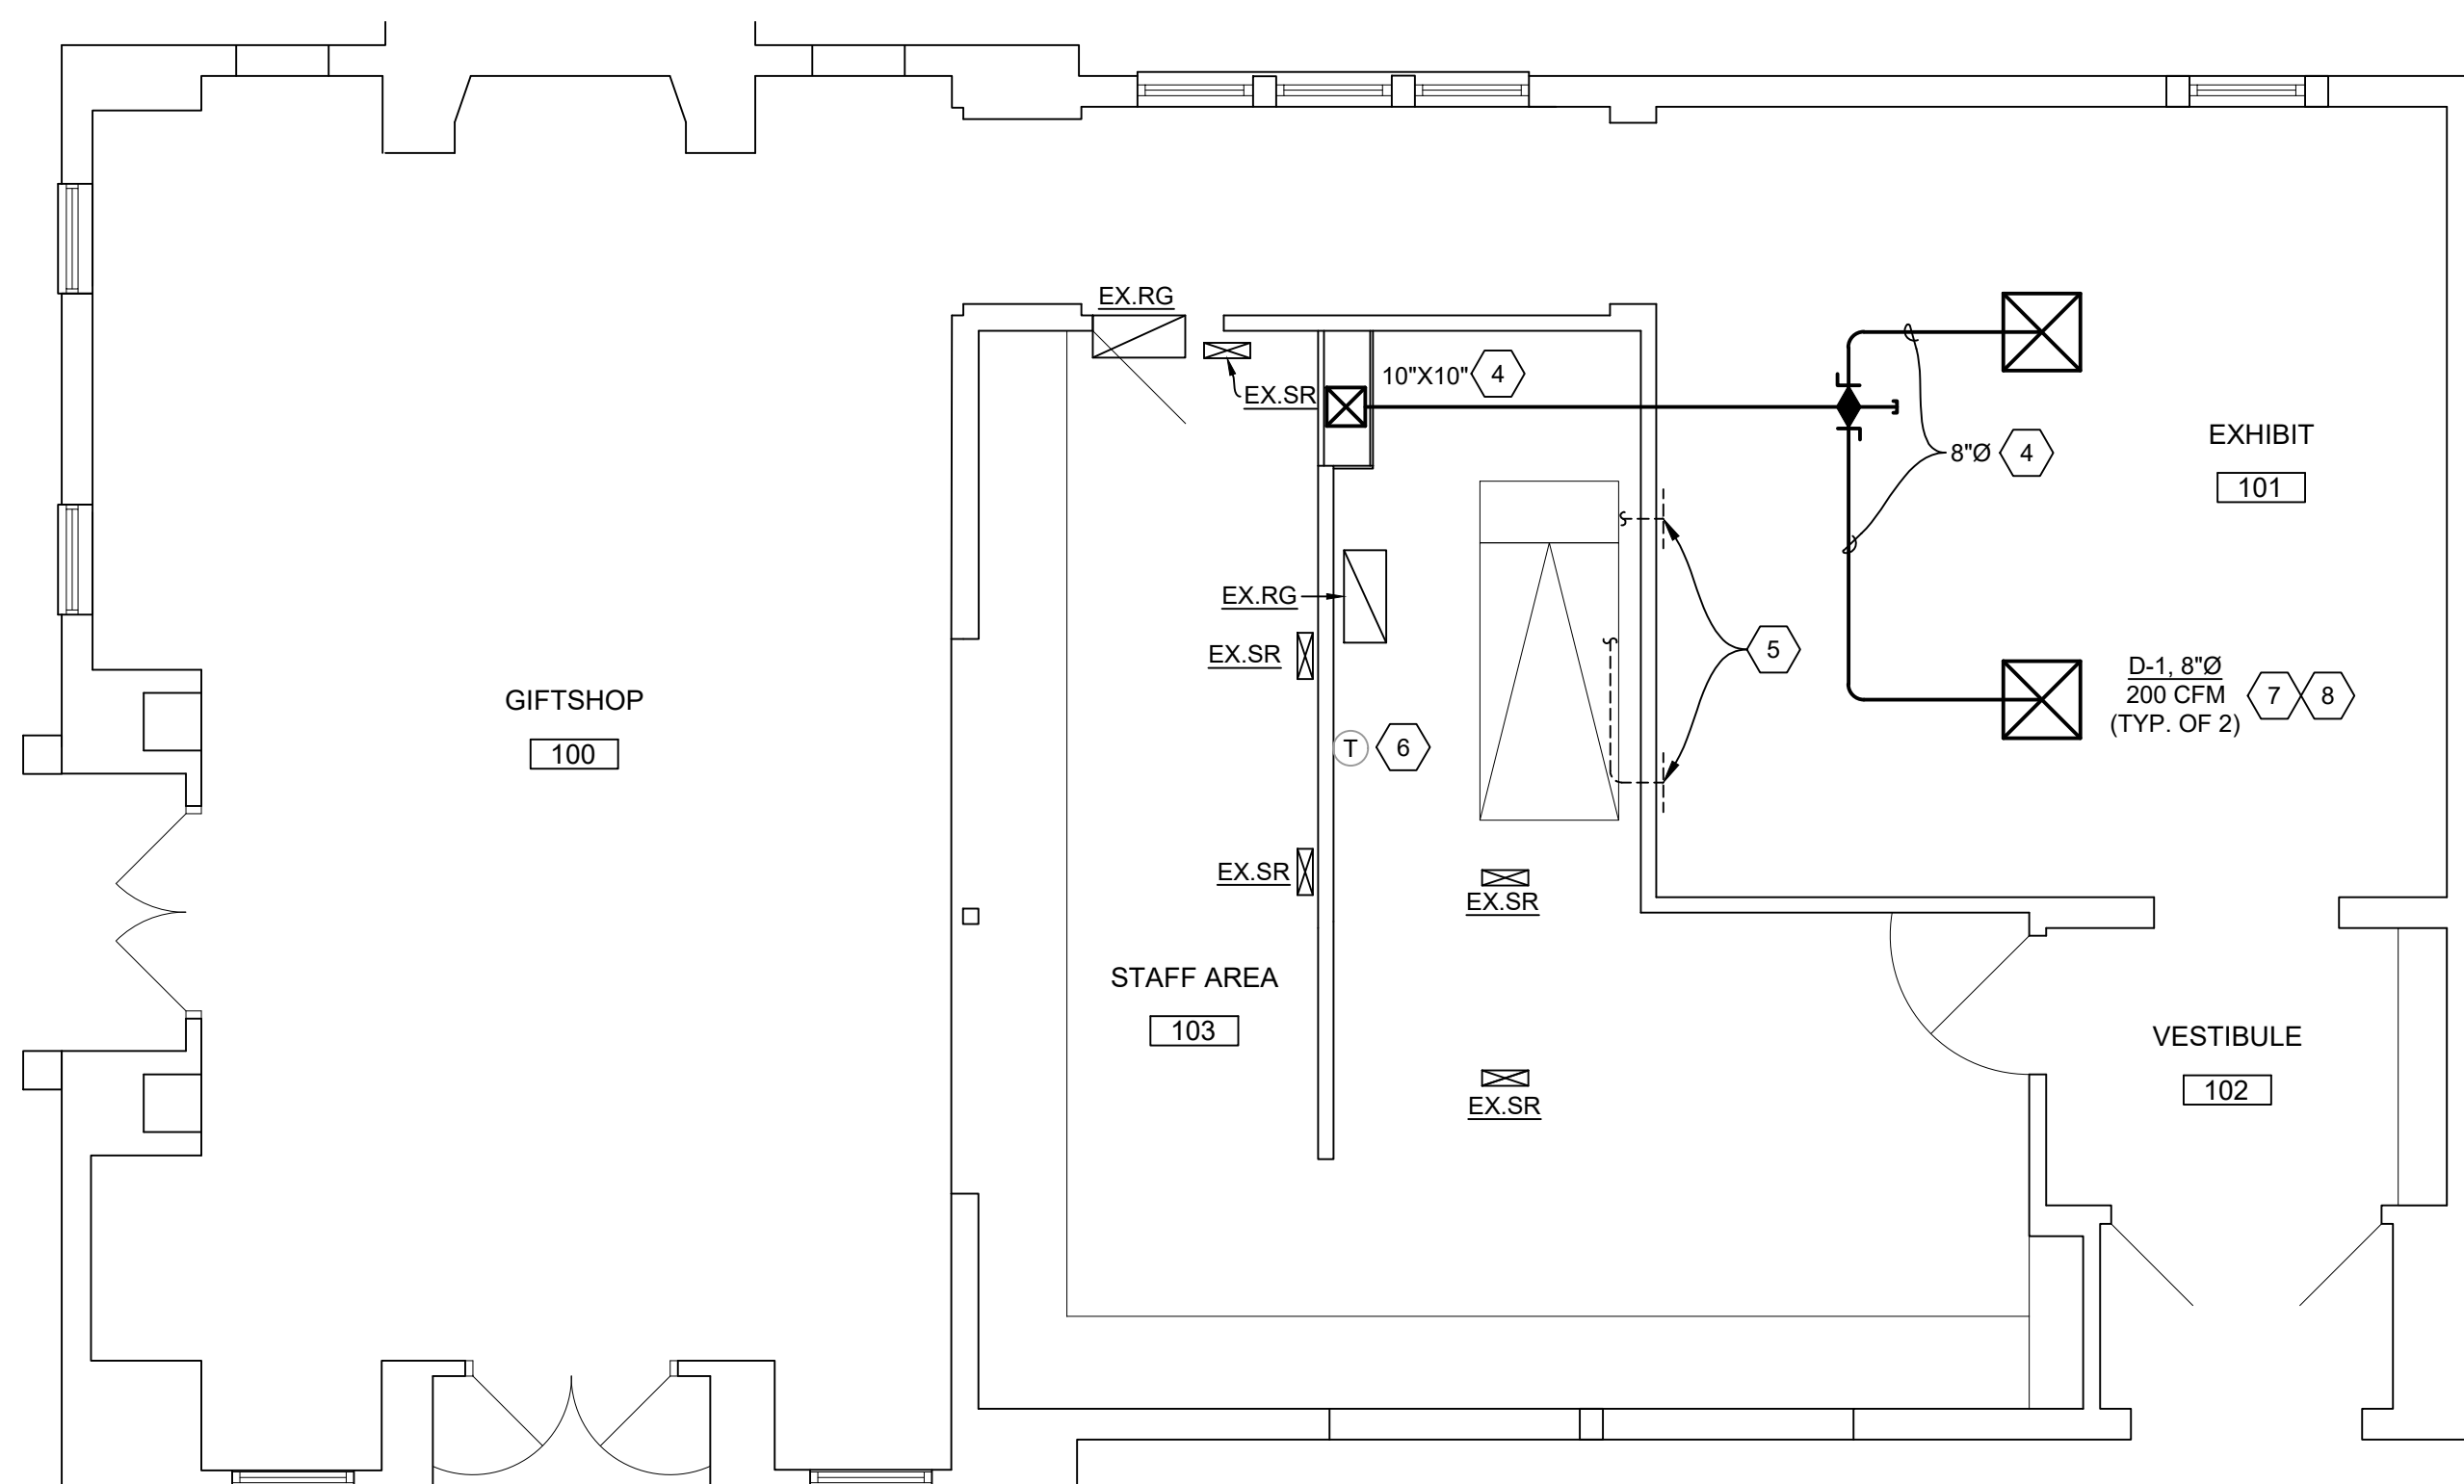 EX.RG
10"X10" 4
EX.SR
EXHIBIT
8"Ø 4
101
EX.RG
5
EX.SR
D-1, 8"Ø
200 CFM 7 8
(TYP. OF 2)
GIFTSHOP
100
T 6
EX.SR
EX.SR
STAFF AREA
103
VESTIBULE
102
EX.SR